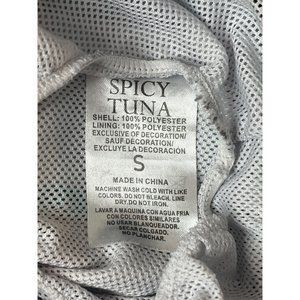 SPICY
TUNA
SHELL: 100% POLYESTER
LINING: 100% POLYESTER
EXCLUSIVE OF DECORATION/
SAUF DÉCORATION/
EXCLUYE LA DECORACIÓN
S
MADE IN CHINA
MACHINE WASH COLD WITH LIKE
COLORS. DO NOT BLEACH. LINE
DRY. DO NOT IRON.
LAVAR A MAQUINA CON AGUA FRIA
CON COLORES SIMILARES
NO USAR BLANQUEADOR.
SECAR COLGADO.
NO PLANCHAR.